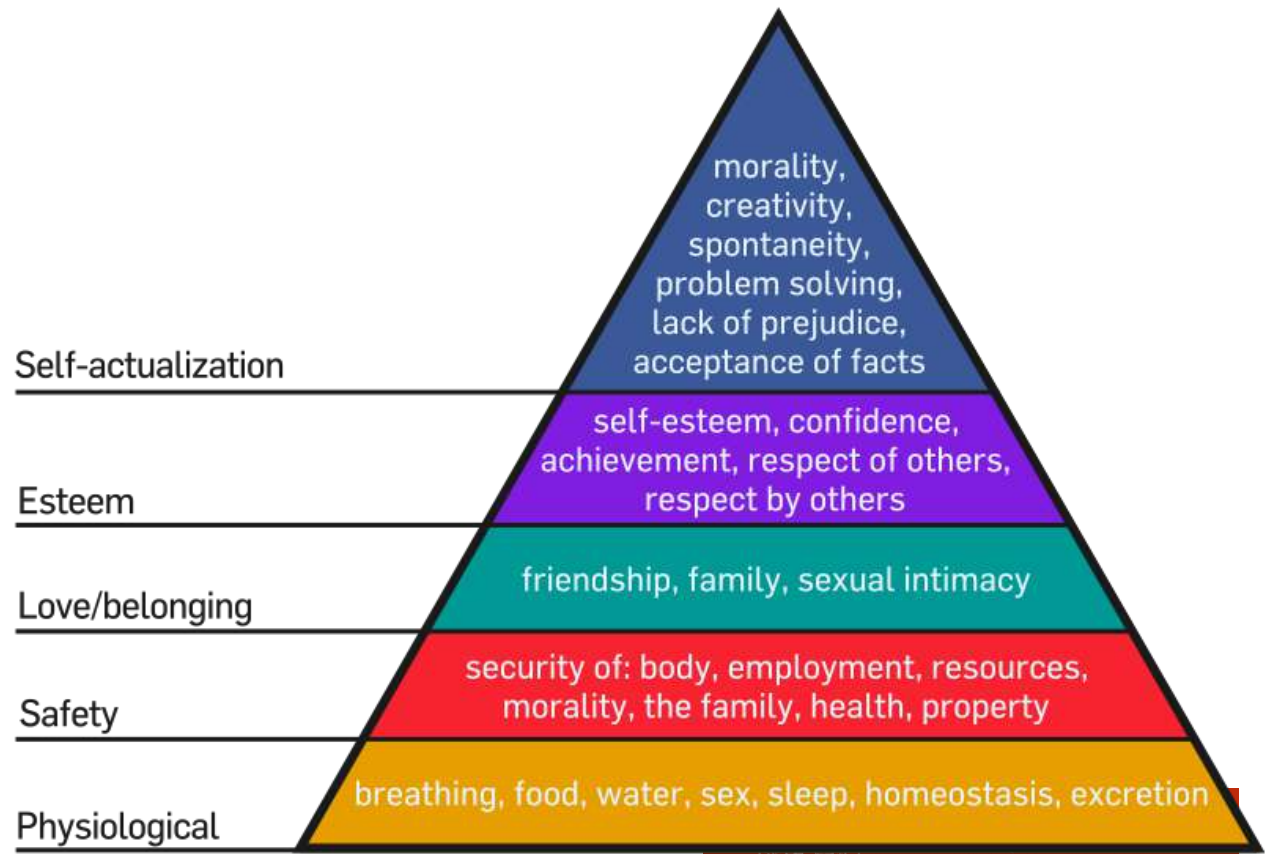 morality,
creativity,
spontaneity,
problem solving,
lack of prejudice,
acceptance of facts
Self-actualization
self-esteem, confidence,
achievement, respect of others,
respect by others
Esteem
friendship, family, sexual intimacy
Love/belonging
security of: body, employment, resources,
morality, the family, health, property
Safety
breathing, food, water, sex, sleep, homeostasis, excretion
Physiological